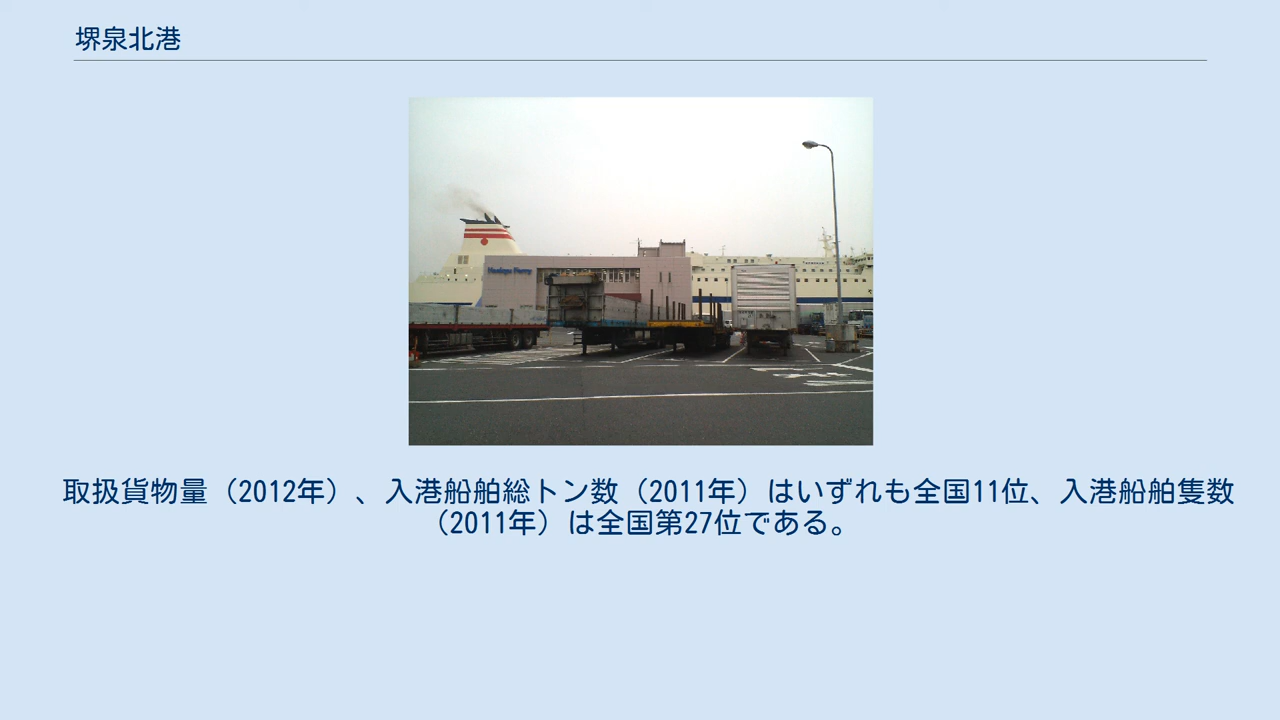 堺泉北港
Hankyu Ferry
取扱貨物量（2012年）、入港船舶総トン数（2011年）はいずれも全国11位、入港船舶隻数
（2011年）は全国第27位である。